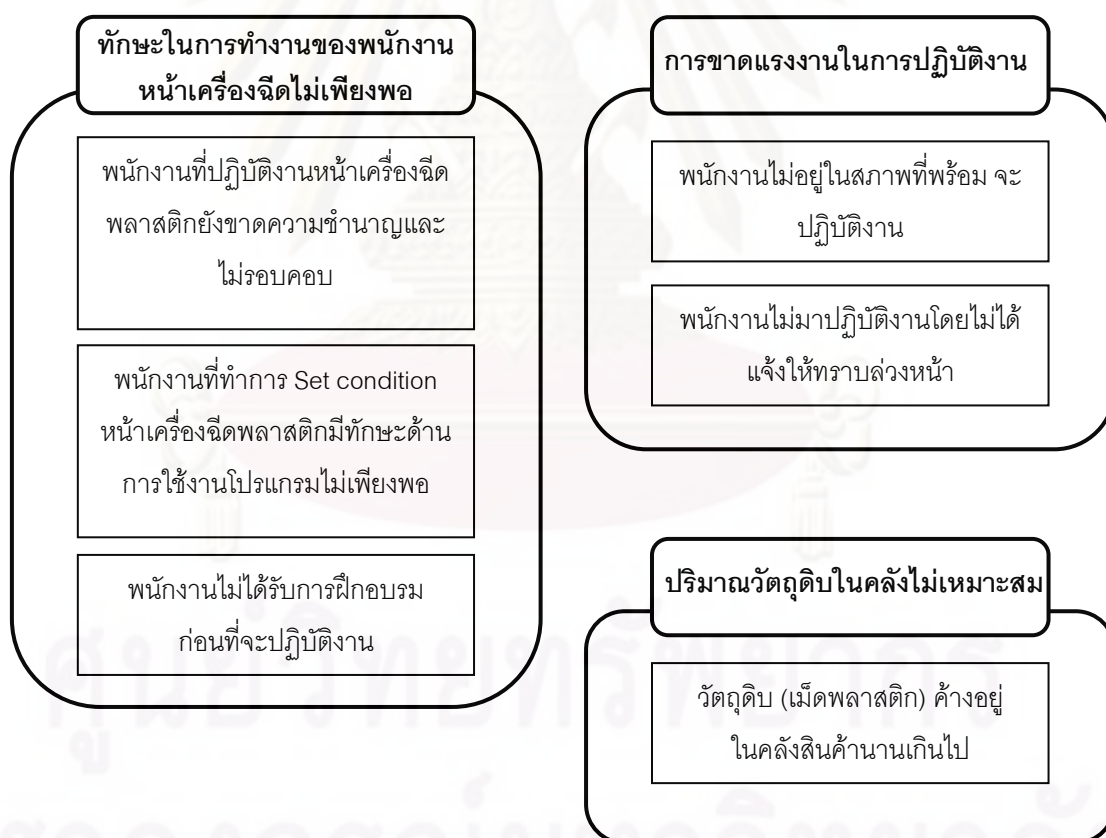 ทักษะในการทำงานของพนักงาน
หน้าเครื่องฉีดไม่เพียงพอ
พนักงานที่ปฏิบัติงานหน้าเครื่องฉีด
พลาสติกยังขาดความชำนาญและ
ไม่รอบคอบ
พนักงานที่ทำการ Set condition
หน้าเครื่องฉีดพลาสติกมีทักษะด้าน
การใช้งานโปรแกรมไม่เพียงพอ
พนักงานไม่ได้รับการฝึกอบรม
ก่อนที่จะปฏิบัติงาน
การขาดแรงงานในการปฏิบัติงาน
พนักงานไม่อยู่ในสภาพที่พร้อม จะ
ปฏิบัติงาน
พนักงานไม่มาปฏิบัติงานโดยไม่ได้
แจ้งให้ทราบล่วงหน้า
ปริมาณวัตถุดิบในคลังไม่เหมาะสม
วัตถุดิบ (เม็ดพลาสติก) ค้างอยู่
ในคลังสินค้านานเกินไป
ศูนย์วิทยทรัพยากร